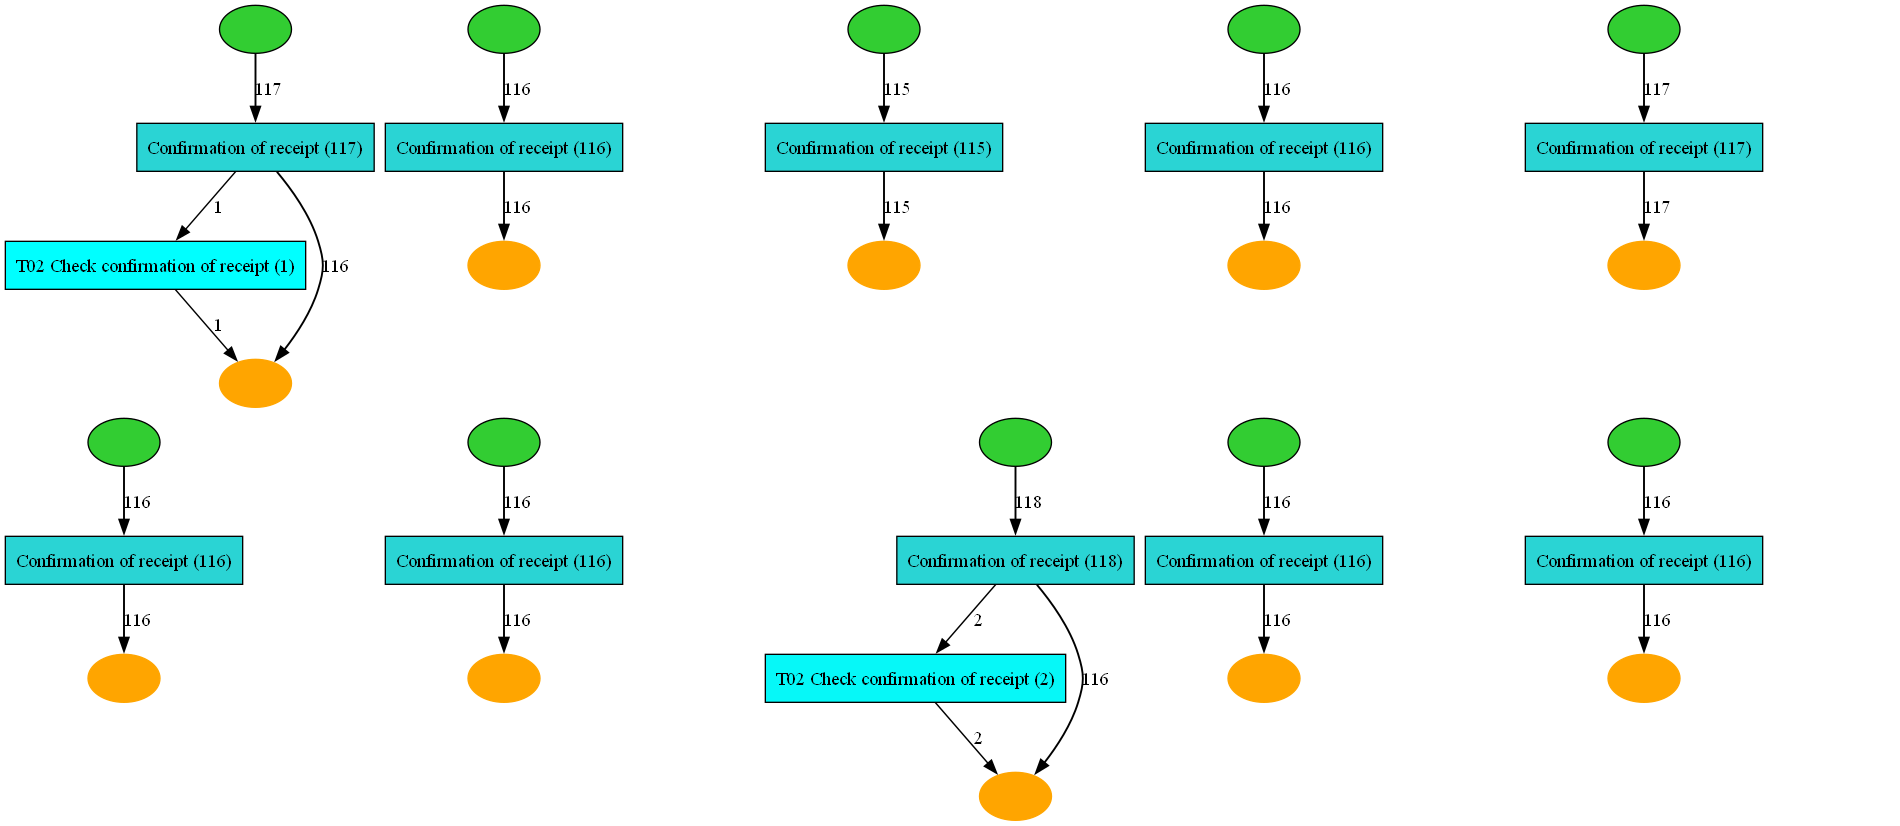 117
116
115
116
117
Confirmation of receipt (117)
Confirmation of receipt (116)
Confirmation of receipt (115)
Confirmation of receipt (116)
Confirmation of receipt (117)
1
116
115
116
117
T02 Check confirmation of receipt (1)
116
1
116
116
118
116
116
Confirmation of receipt (116)
Confirmation of receipt (116)
Confirmation of receipt (118)
Confirmation of receipt (116)
Confirmation of receipt (116)
116
116
2
116
116
T02 Check confirmation of receipt (2)
116
2